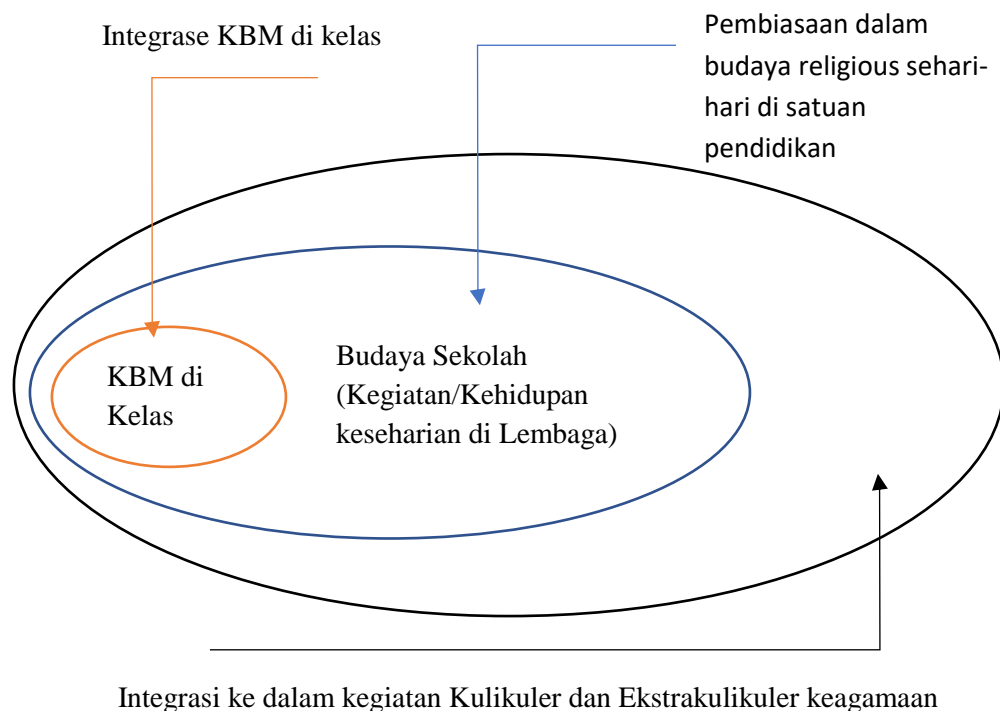 Integrase KBM di kelas
Pembiasaan dalam
budaya religious sehari-
hari di satuan
pendidikan
KBM di
Kelas
Budaya Sekolah
(Kegiatan/Kehidupan
keseharian di Lembaga)
Integrasi ke dalam kegiatan Kulikuler dan Ekstrakulikuler keagamaan